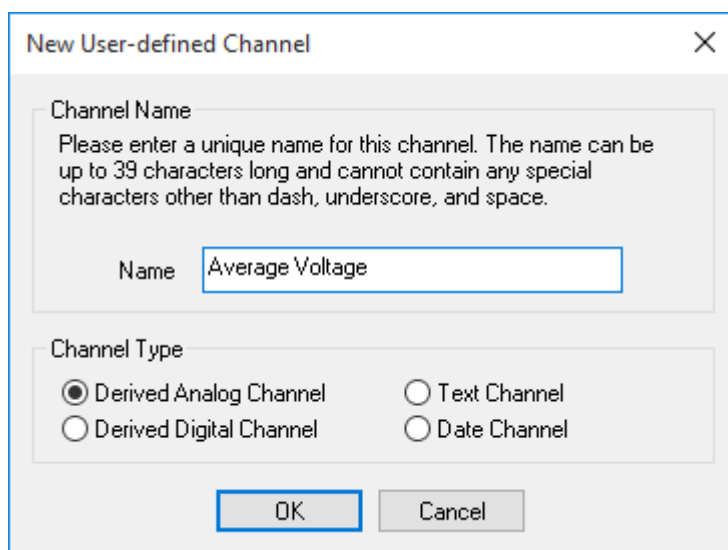 New User-defined Channel
Channel Name
Please enter a unique name for this channel. The name can be
up to 39 characters long and cannot contain any special
characters other than dash, underscore, and space.
Name Average Voltage
Channel Type
Derived Analog Channel Text Channel
Derived Digital Channel Date Channel
OK Cancel